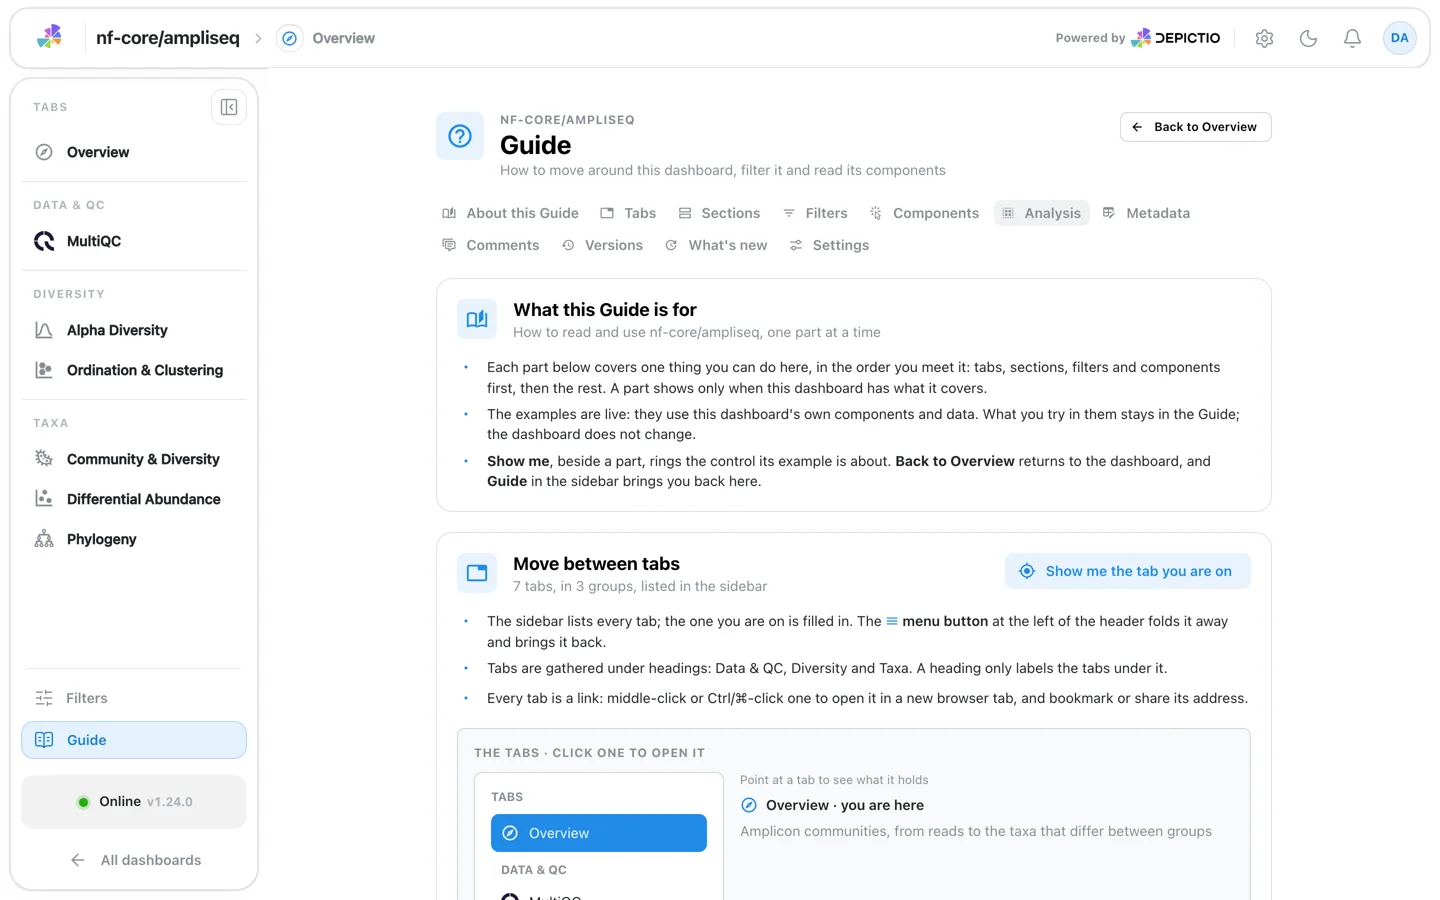 nf-core/ampliseq
Overview
Powered by DEPICTIO
DA
TABS
Overview
DATA & QC
MultiQC
DIVERSITY
Alpha Diversity
Ordination & Clustering
TAXA
Community & Diversity
Differential Abundance
Phylogeny
Filters
Guide
Online v1.24.0
All dashboards
NF-CORE/AMPLISEQ
Guide
How to move around this dashboard, filter it and read its components
Back to Overview
About this Guide Tabs Sections Filters Components Analysis Metadata
Comments Versions What's new Settings
What this Guide is for
How to read and use nf-core/ampliseq, one part at a time
• Each part below covers one thing you can do here, in the order you meet it: tabs, sections, filters and components
first, then the rest. A part shows only when this dashboard has what it covers.
• The examples are live: they use this dashboard's own components and data. What you try in them stays in the Guide;
the dashboard does not change.
• Show me, beside a part, rings the control its example is about. Back to Overview returns to the dashboard, and
Guide in the sidebar brings you back here.
Move between tabs
7 tabs, in 3 groups, listed in the sidebar
Show me the tab you are on
• The sidebar lists every tab; the one you are on is filled in. The ≡ menu button at the left of the header folds it away
and brings it back.
• Tabs are gathered under headings: Data & QC, Diversity and Taxa. A heading only labels the tabs under it.
• Every tab is a link: middle-click or Ctrl/⌘-click one to open it in a new browser tab, and bookmark or share its address.
THE TABS · CLICK ONE TO OPEN IT
TABS
Overview
DATA & QC
MultiQC
Point at a tab to see what it holds
Overview · you are here
Amplicon communities, from reads to the taxa that differ between groups